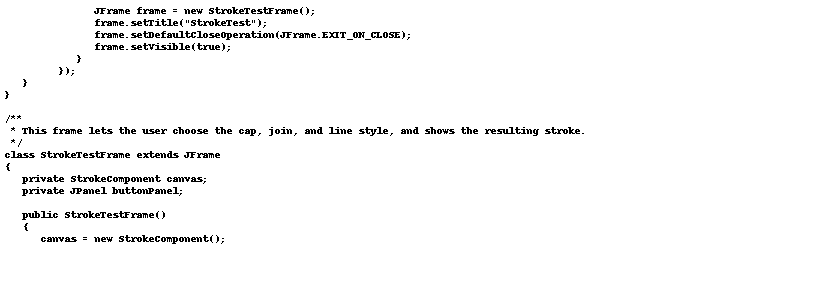 JFrame frame = new StrokeTestFrame();
               frame.setTitle("StrokeTest");
               frame.setDefaultCloseOperation(JFrame.EXIT_ON_CLOSE);
               frame.setVisible(true);
            }
         });
   }
}

/**
 * This frame lets the user choose the cap, join, and line style, and shows the resulting stroke.
 */
class StrokeTestFrame extends JFrame
{
   private StrokeComponent canvas;
   private JPanel buttonPanel;

   public StrokeTestFrame()
   {
      canvas = new StrokeComponent();